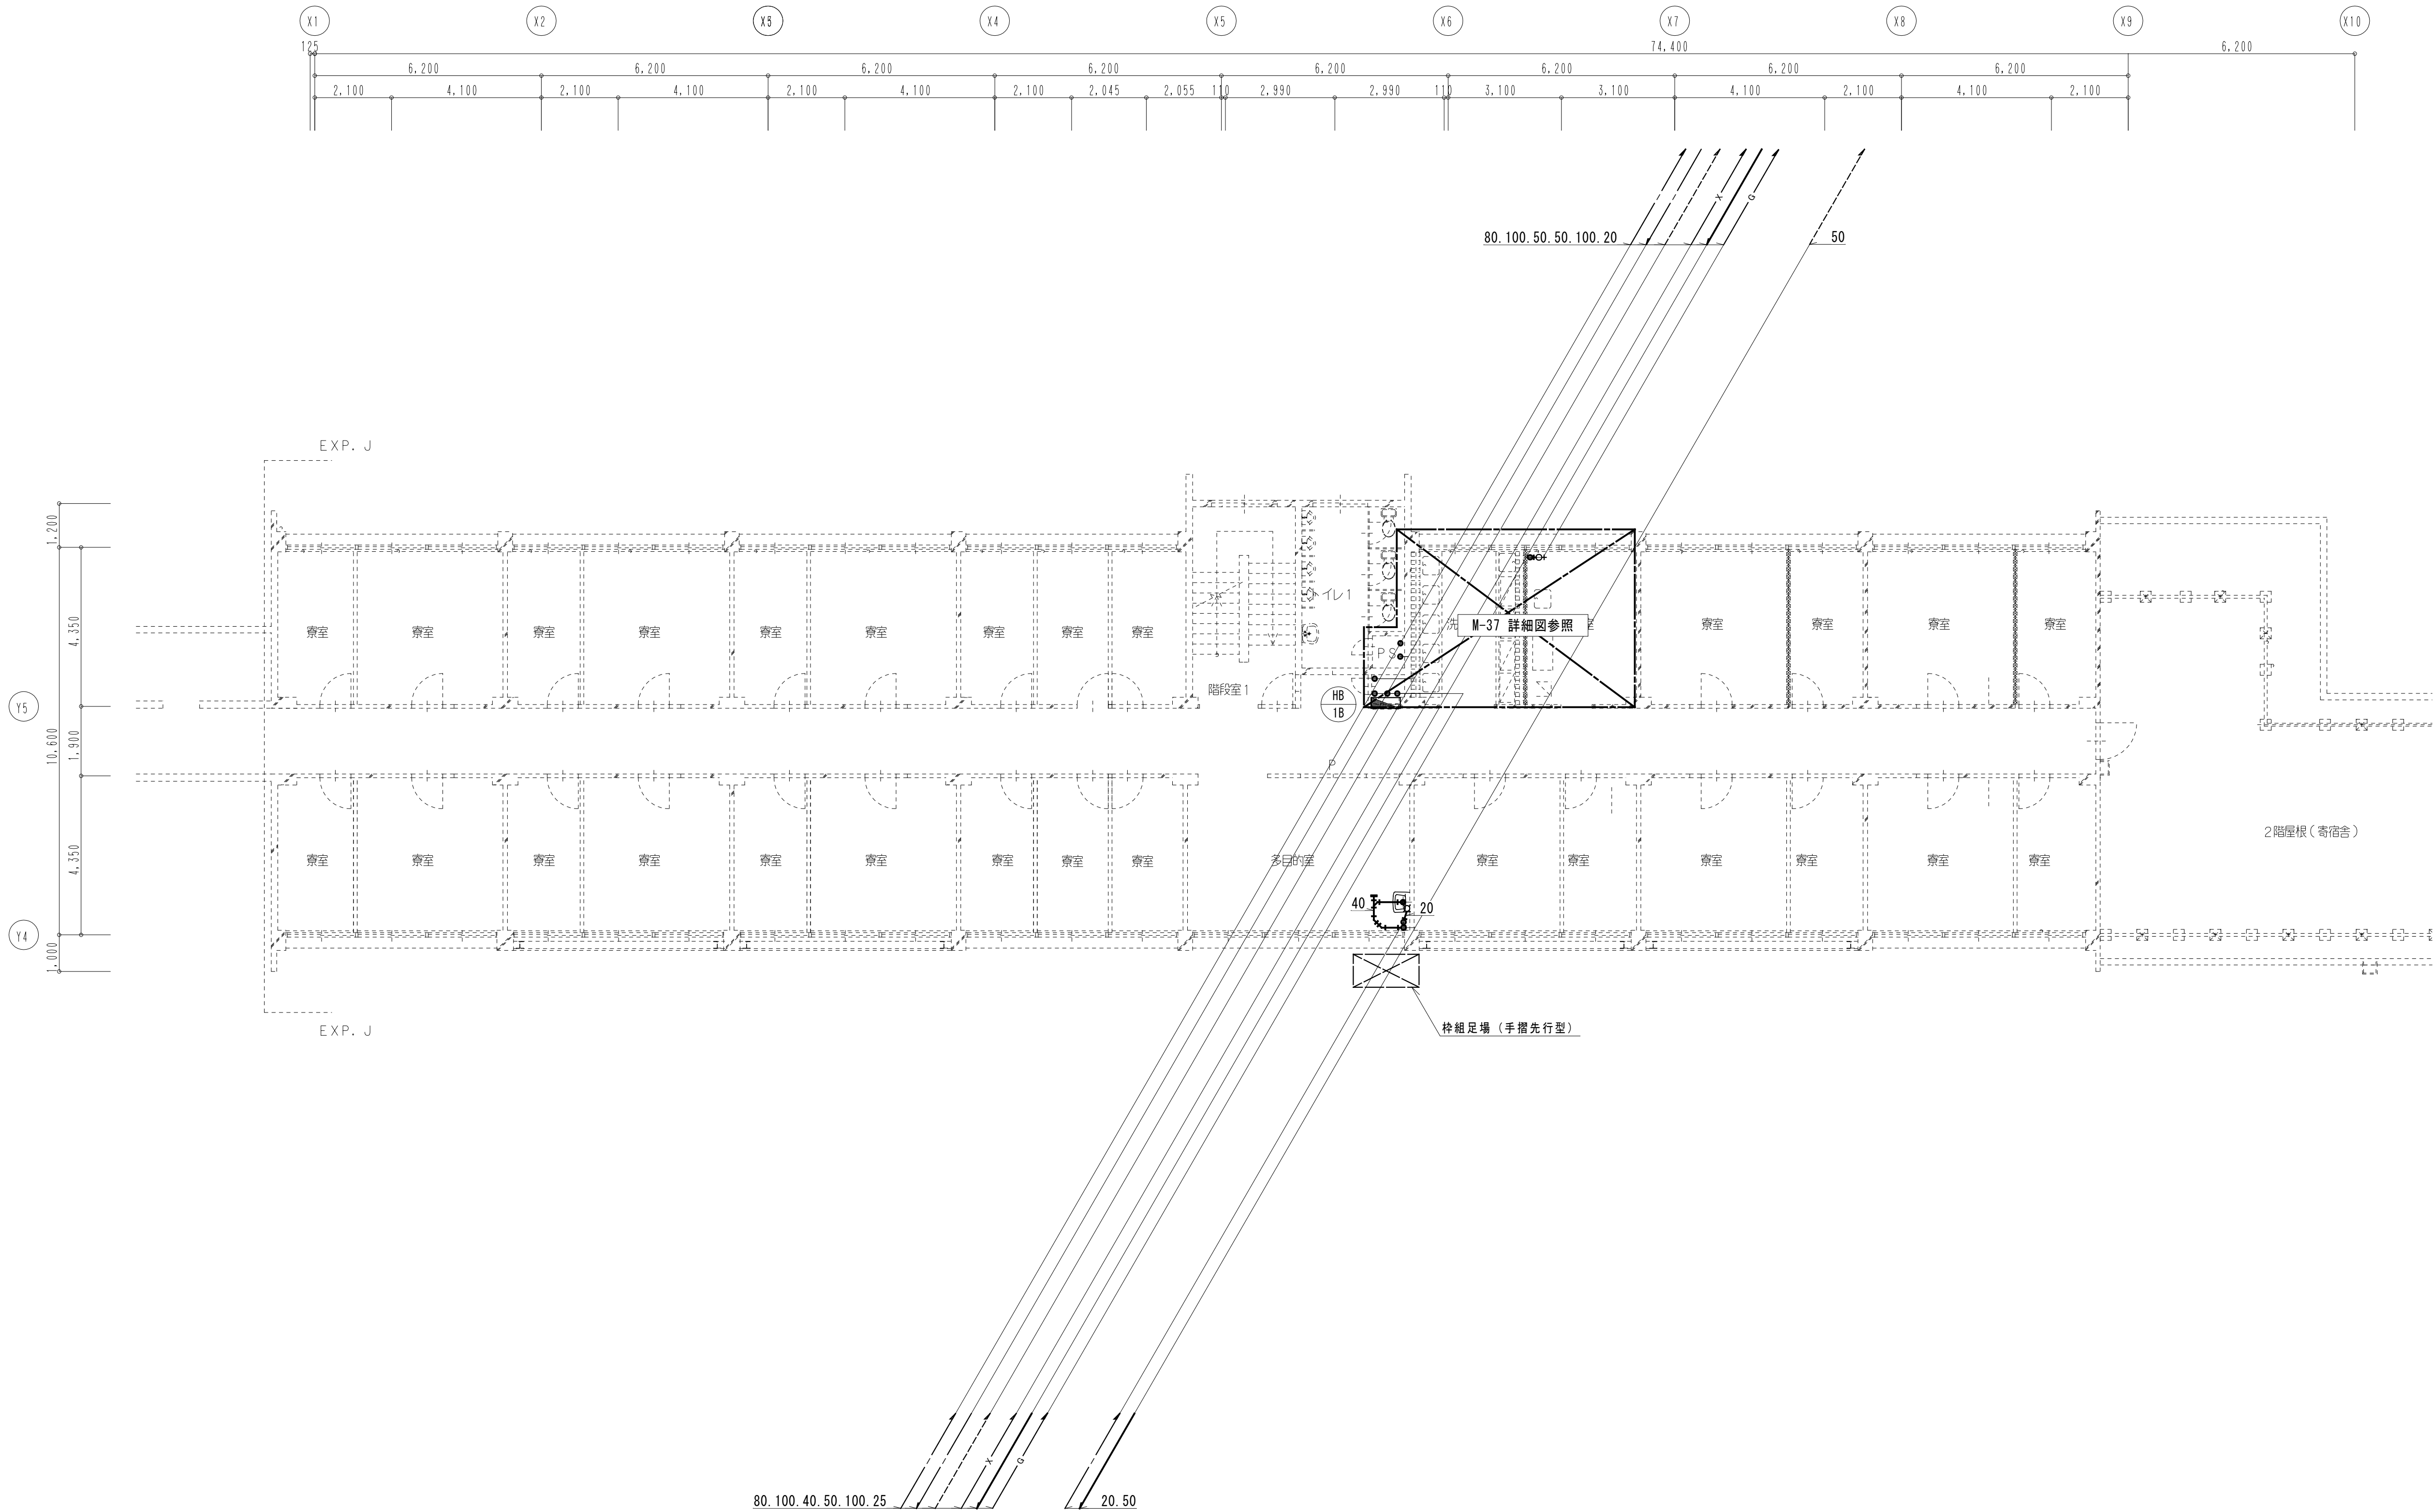 X1 X2 X3 X4 X5 X6 X7 X8 X9 X10
125 74,400 6,200
6,200 6,200 6,200 6,200 6,200 6,200 6,200 6,200
2,100 4,100 2,100 4,100 2,100 4,100 2,100 2,045 2,055 110 2,990 2,990 110 3,100 3,100 4,100 2,100 4,100 2,100
X G
80.100.50.50.100.20 50
EXP. J
1,200
4,350
トイレ1
寮室 寮室 寮室 寮室 寮室 寮室 寮室 寮室 寮室 M-37 詳細図参照 寮室 寮室 寮室 寮室
PS
階段室1
HB
1B
Y5
10,600
1,900
2階屋根(寄宿舎)
4,350
寮室 寮室 寮室 寮室 寮室 寮室 寮室 寮室 寮室 多目的室 寮室 寮室 寮室 寮室 寮室 寮室
40 20
Y4
1,000
枠組足場(手摺先行型)
EXP. J
X G
80.100.40.50.100.25 20.50